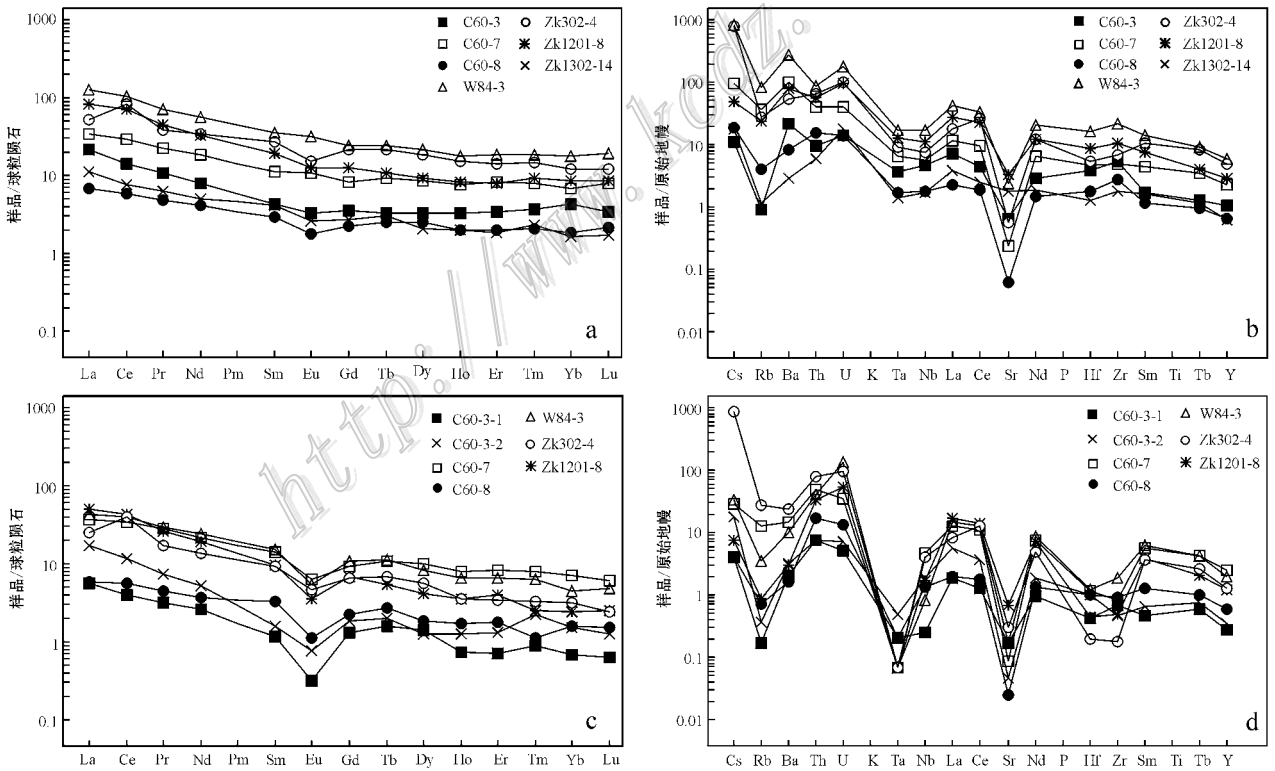 1000
100
10
1
0.1
样品/球粒陨石
C60-3
C60-7
C60-8
W84-3
Zk302-4
Zk1201-8
Zk1302-14
a
La Ce Pr Nd Pm Sm Eu Gd Tb Dy Ho Er Tm Yb Lu
1000
100
10
1
0.1
0.01
样品/原始地幔
C60-3
C60-7
C60-8
W84-3
Zk302-4
Zk1201-8
Zk1302-14
b
Cs Rb Ba Th U K Ta Nb La Ce Sr Nd P Hf Zr Sm Ti Tb Y
1000
100
10
1
0.1
样品/球粒陨石
C60-3-1
C60-3-2
C60-7
C60-8
W84-3
Zk302-4
Zk1201-8
c
La Ce Pr Nd Pm Sm Eu Gd Tb Dy Ho Er Tm Yb Lu
1000
100
10
1
0.1
0.01
样品/原始地幔
C60-3-1
C60-3-2
C60-7
C60-8
W84-3
Zk302-4
Zk1201-8
d
Cs Rb Ba Th U K Ta Nb La Ce Sr Nd P Hf Zr Sm Ti Tb Y
http://www.kcdz.